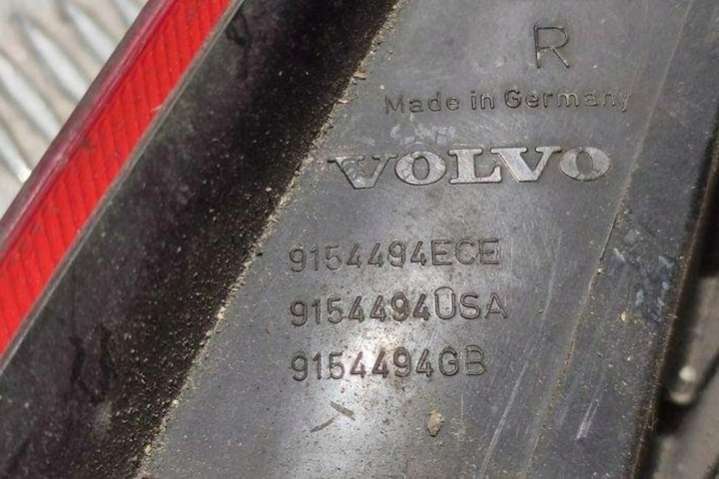 R
Made in Germany
VOLVO
9154494ECE
9154494USA
9154494GB